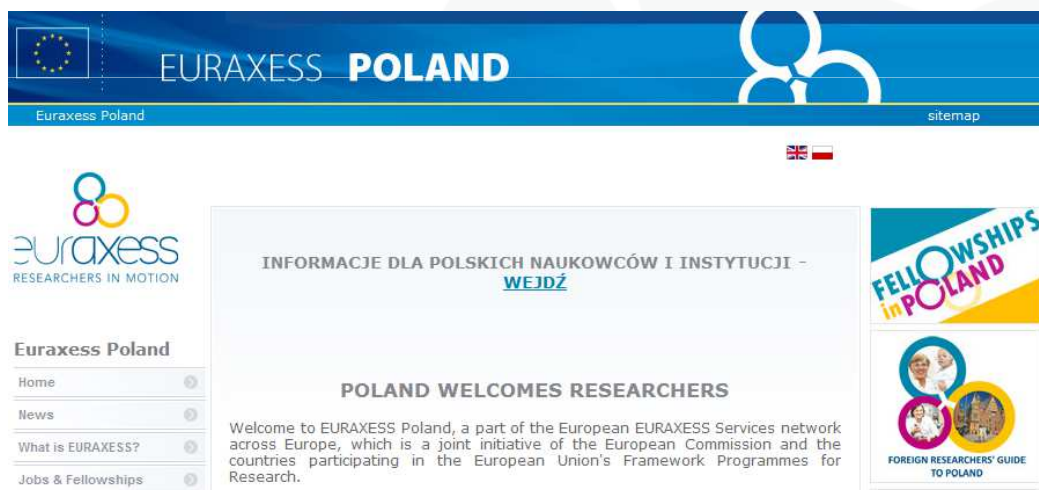 EURAXESS POLAND
Euraxess Poland
sitemap
euraxess
RESEARCHERS IN MOTION
Euraxess Poland
Home
News
What is EURAXESS?
Jobs & Fellowships
INFORMACJE DLA POLSKICH NAUKOWCÓW I INSTYTUCJI -
WEJDŹ
POLAND WELCOMES RESEARCHERS
Welcome to EURAXESS Poland, a part of the European EURAXESS Services network
across Europe, which is a joint initiative of the European Commission and the
countries participating in the European Union's Framework Programmes for
Research.
FELLOWSHIPS
in POLAND
FOREIGN RESEARCHERS' GUIDE
TO POLAND